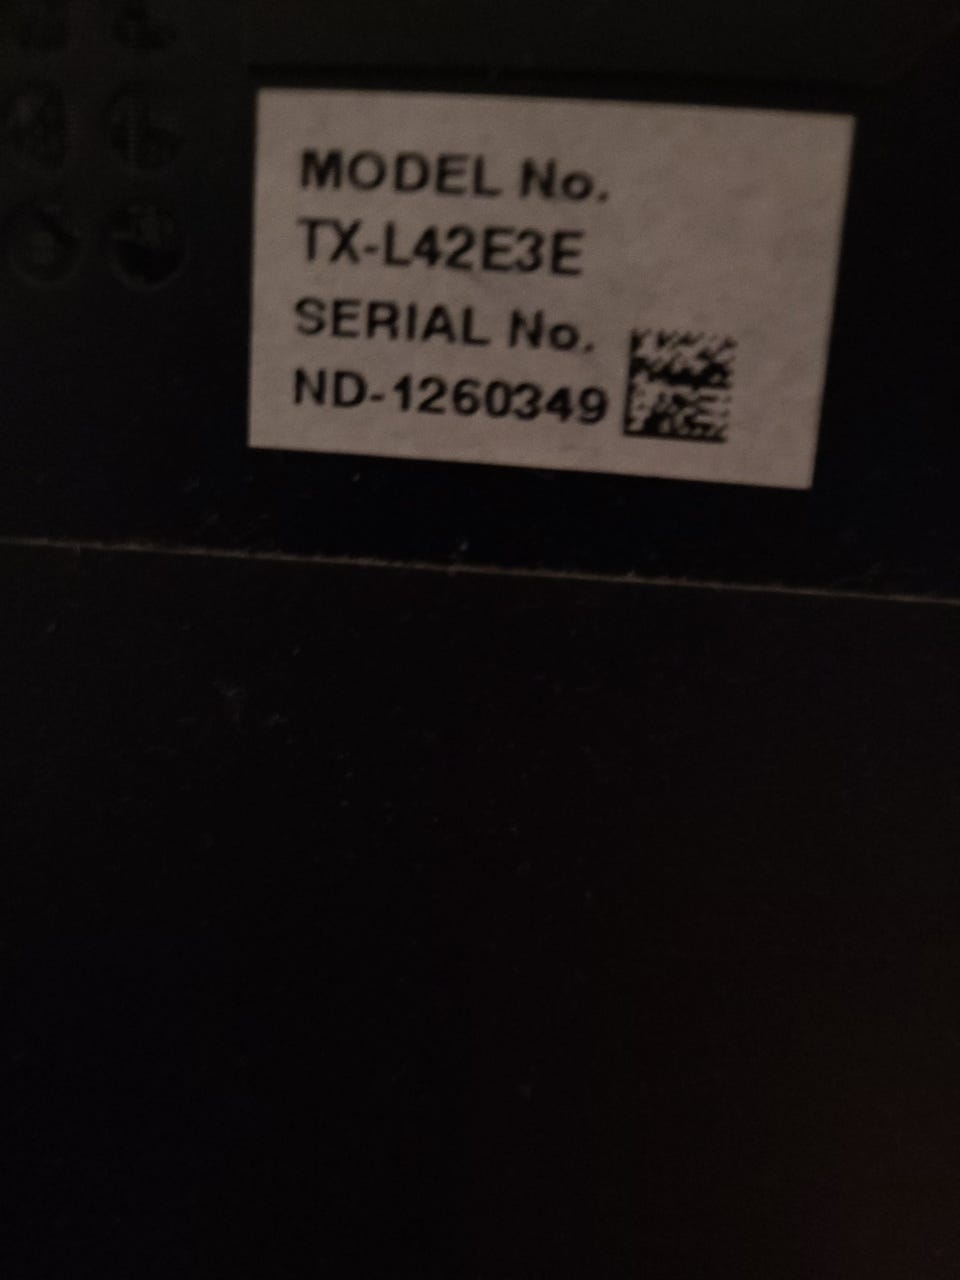 MODEL No.
TX-L42E3E
SERIAL No.
ND-1260349